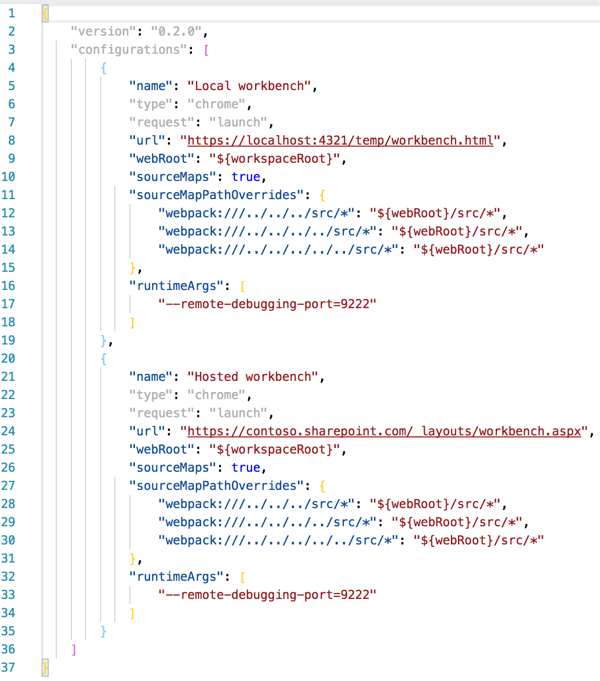 1 {
2 "version": "0.2.0",
3 "configurations": [
4 {
5 "name": "Local workbench",
6 "type": "chrome",
7 "request": "launch",
8 "url": "https://localhost:4321/temp/workbench.html",
9 "webRoot": "${workspaceRoot}",
10 "sourceMaps": true,
11 "sourceMapPathOverrides": {
12 "webpack:///../../../src/*": "${webRoot}/src/*",
13 "webpack:///../../../../src/*": "${webRoot}/src/*",
14 "webpack:///../../../../../src/*": "${webRoot}/src/*"
15 },
16 "runtimeArgs": [
17 "--remote-debugging-port=9222"
18 ]
19 },
20 {
21 "name": "Hosted workbench",
22 "type": "chrome",
23 "request": "launch",
24 "url": "https://contoso.sharepoint.com/_layouts/workbench.aspx",
25 "webRoot": "${workspaceRoot}",
26 "sourceMaps": true,
27 "sourceMapPathOverrides": {
28 "webpack:///../../../src/*": "${webRoot}/src/*",
29 "webpack:///../../../../src/*": "${webRoot}/src/*",
30 "webpack:///../../../../../src/*": "${webRoot}/src/*"
31 },
32 "runtimeArgs": [
33 "--remote-debugging-port=9222"
34 ]
35 }
36 ]
37 }